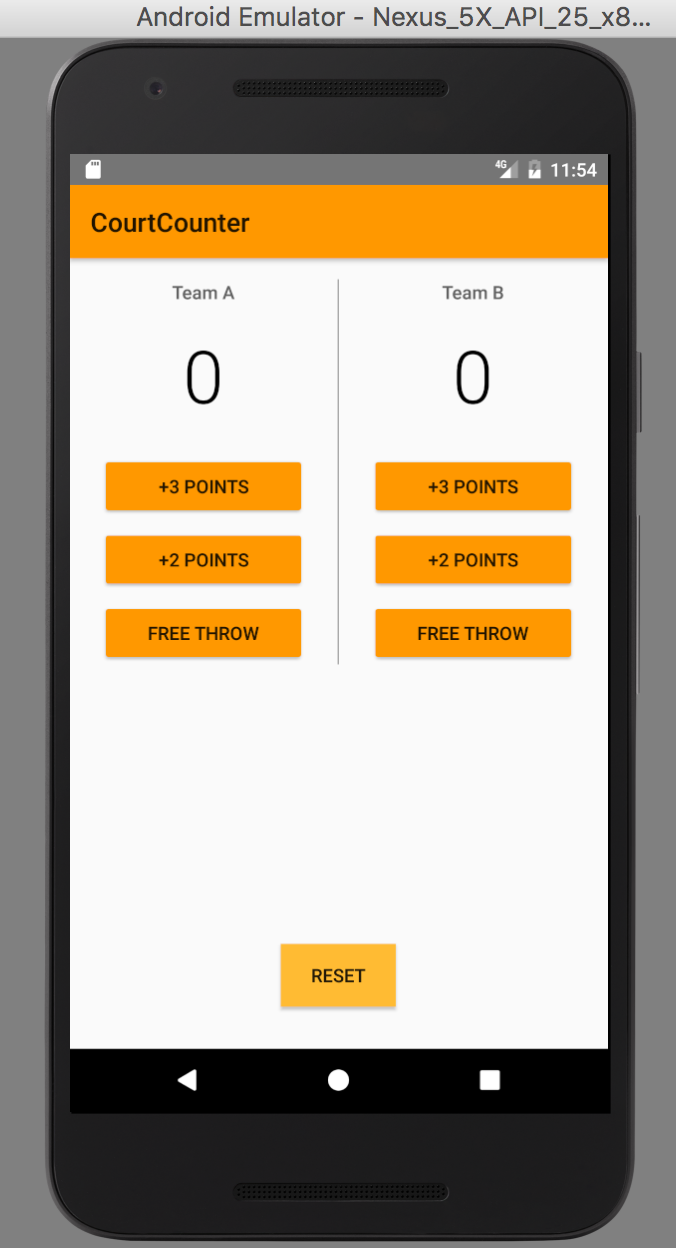 Android Emulator - Nexus_5X_API_25_x8...
4G 11:54
CourtCounter
Team A Team B
0 0
+3 POINTS +3 POINTS
+2 POINTS +2 POINTS
FREE THROW FREE THROW
RESET